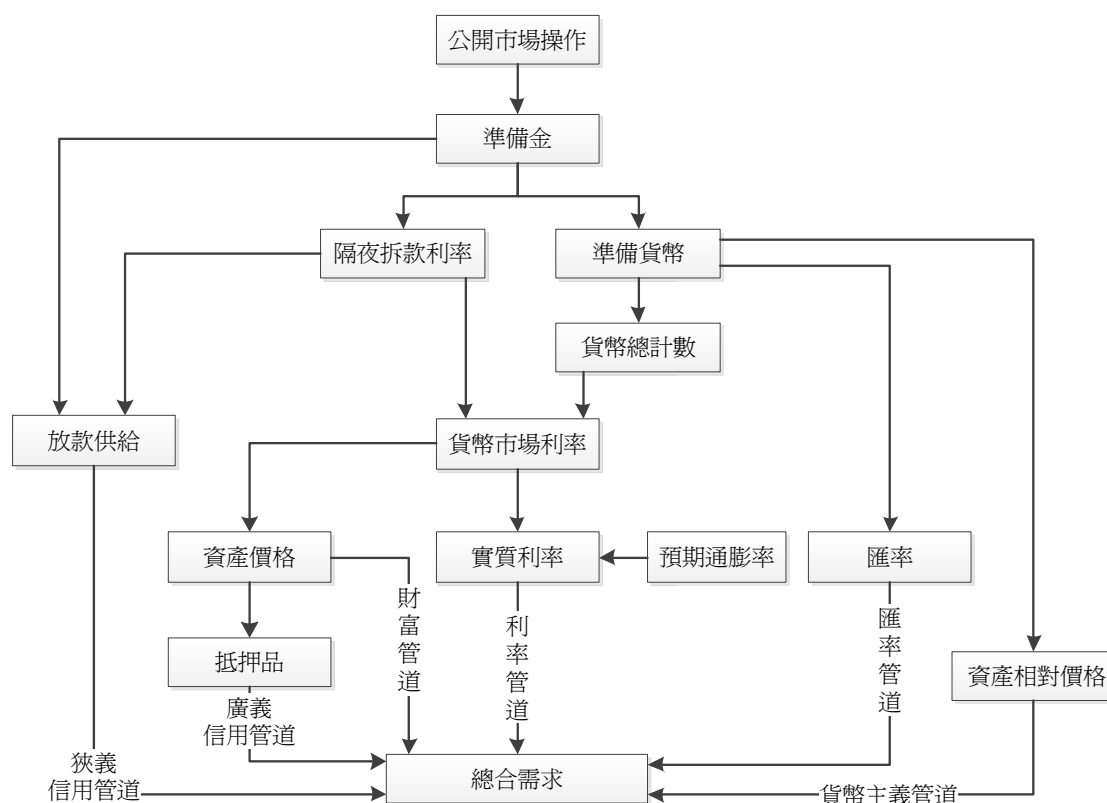 公開市場操作
準備金
隔夜拆款利率
準備貨幣
貨幣總計數
放款供給
貨幣市場利率
資產價格
實質利率
預期通膨率
匯率
財富管道
利率管道
匯率管道
抵押品
資產相對價格
廣義
信用管道
狹義
信用管道
總合需求
貨幣主義管道